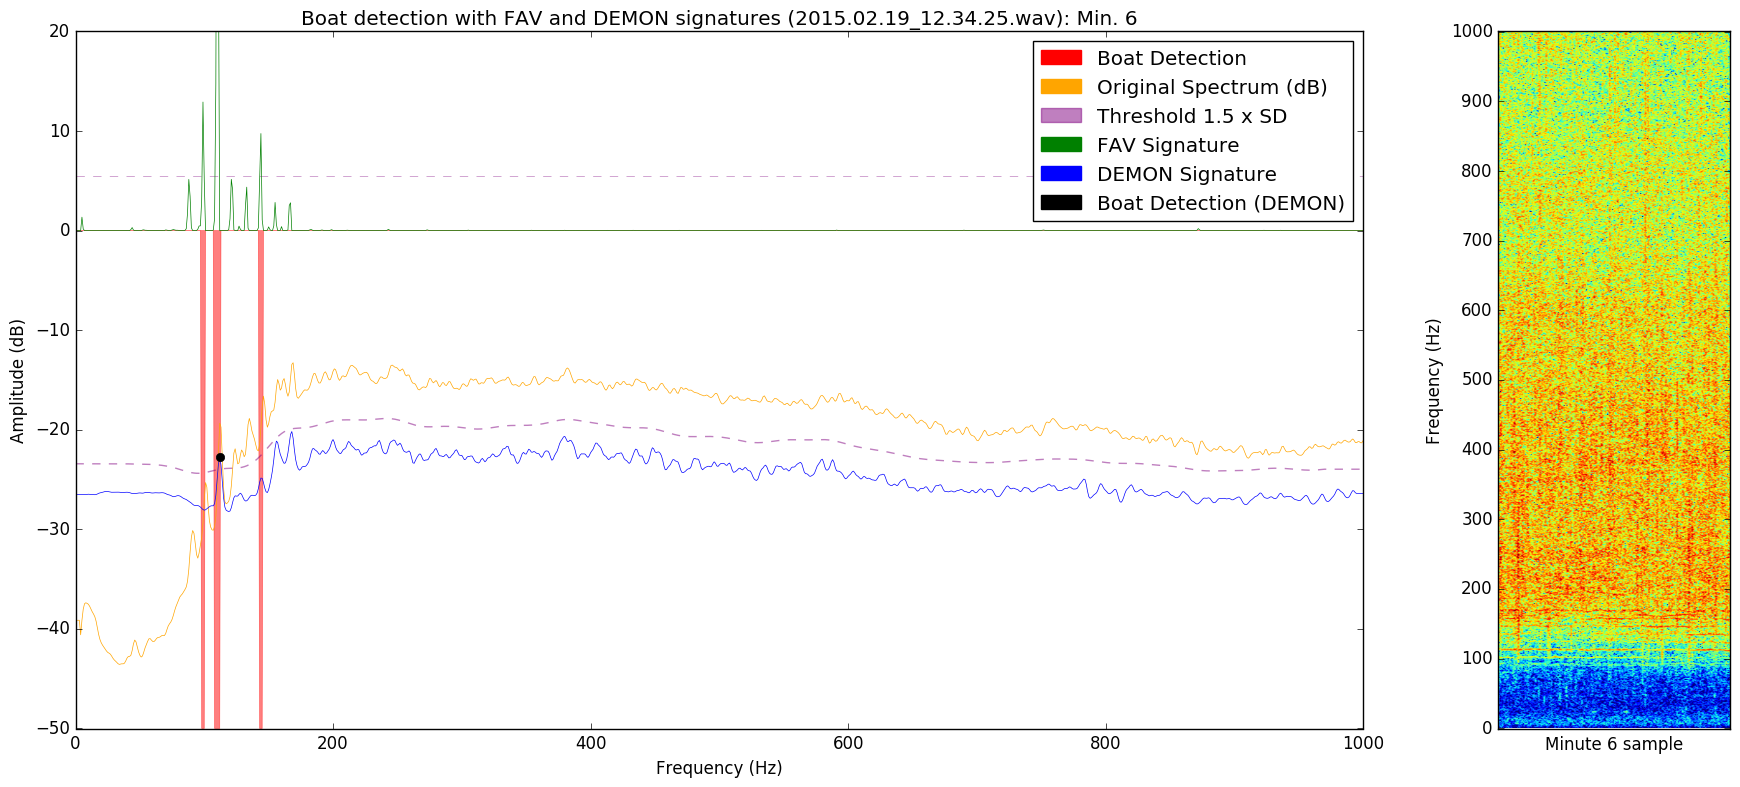 Boat detection with FAV and DEMON signatures (2015.02.19_12.34.25.wav): Min. 6
20
10
0
−10
−20
−30
−40
−50
Amplitude (dB)
0
200
400
600
800
1000
Frequency (Hz)
Boat Detection
Original Spectrum (dB)
Threshold 1.5 x SD
FAV Signature
DEMON Signature
Boat Detection (DEMON)
1000
900
800
700
600
500
400
300
200
100
0
Frequency (Hz)
Minute 6 sample